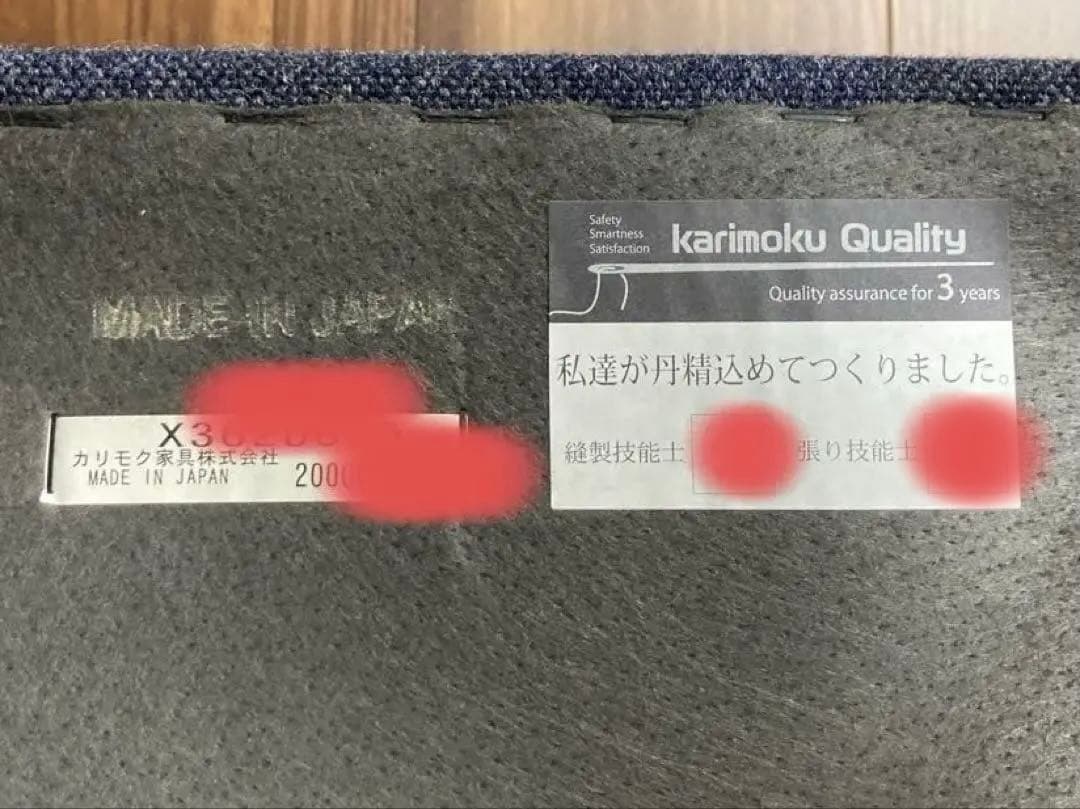 MADE IN JAPAN
カリモク家具株式会社
MADE IN JAPAN
Safety
Smartness
Satisfaction
karimoku Quality
Quality assurance for 3 years
私達が丹精込めてつくりました。
縫製技能士 張り技能士